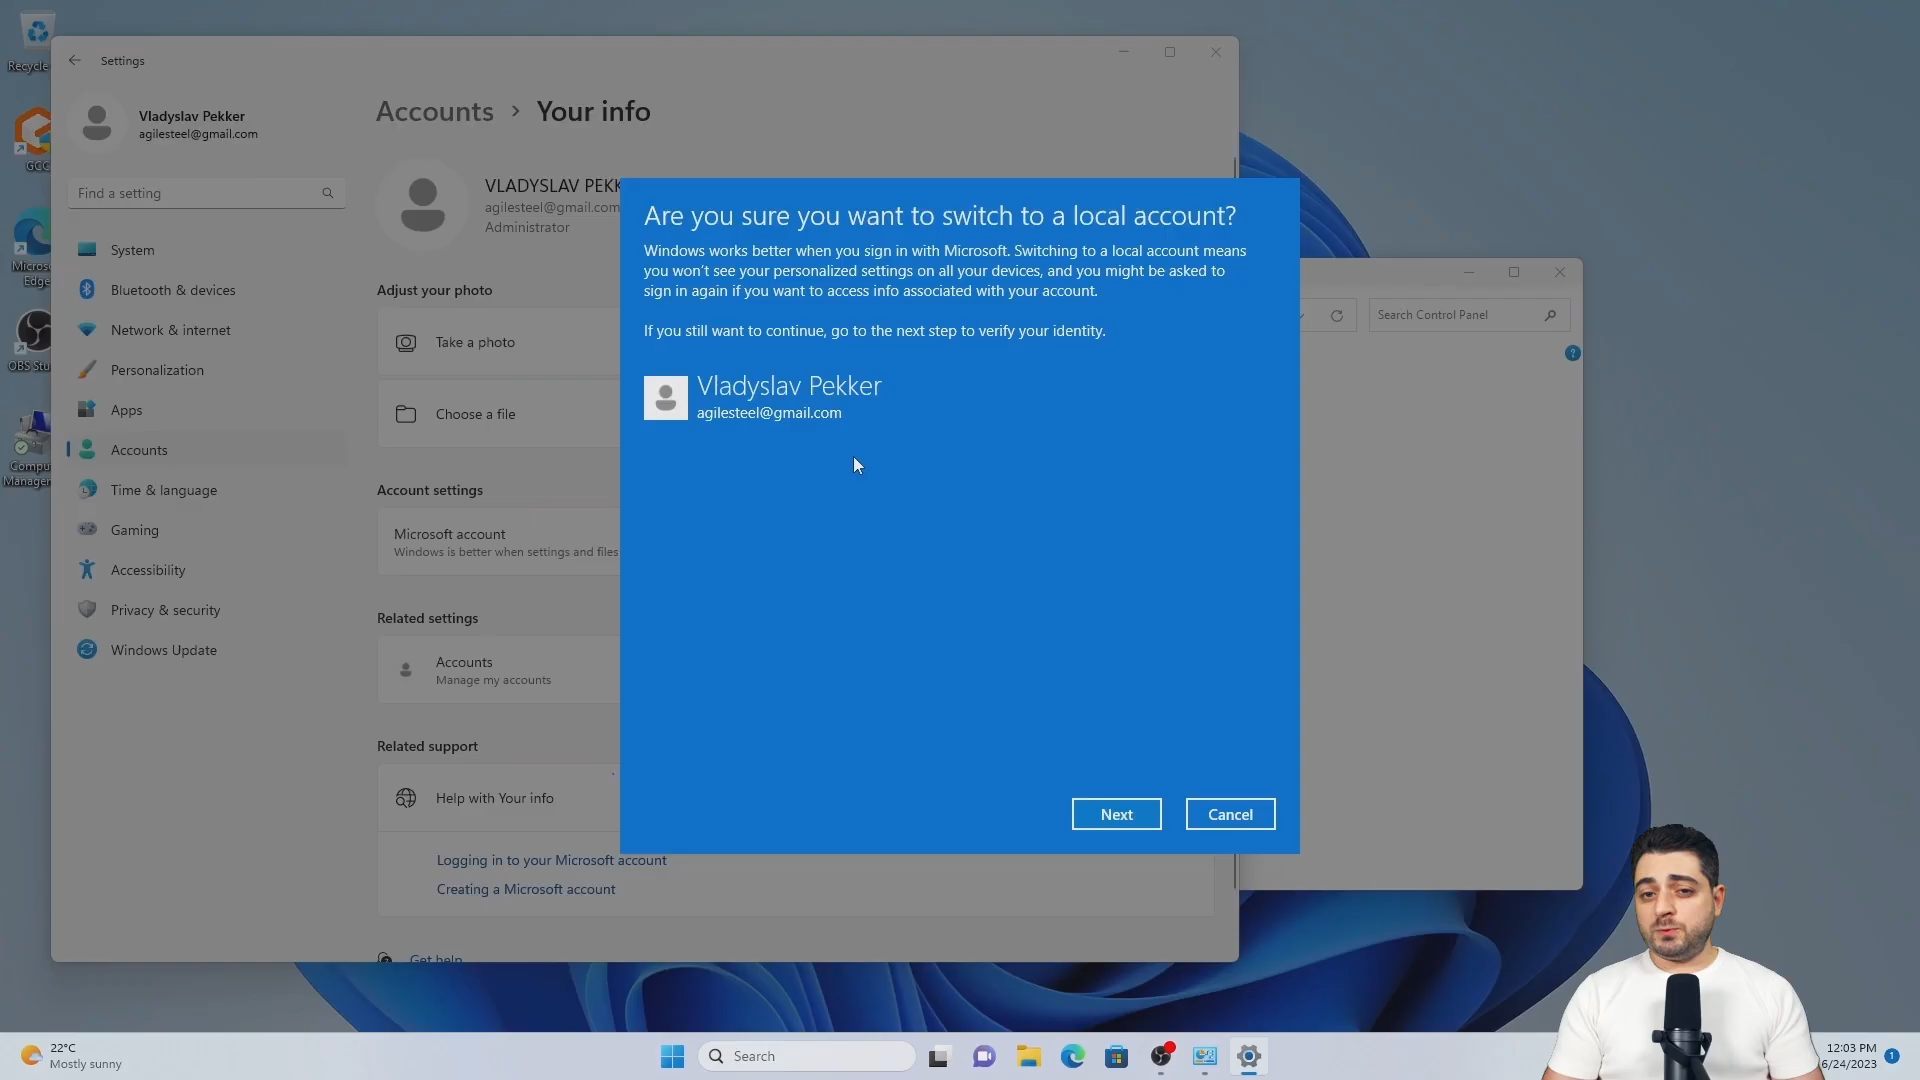 Recycle
GCC
Edge
OBS Stu
Settings
Vladyslav Pekker
agilesteel@gmail.com
Find a setting
System
Bluetooth & devices
Network & internet
Personalization
Apps
Accounts
Time & language
Gaming
Accessibility
Privacy & security
Windows Update
Accounts > Your info
VLADYSLAV PEKK
agilesteel@gmail.com
Administrator
Adjust your photo
Take a photo
Choose a file
Account settings
Microsoft account
Windows is better when settings and files
Related settings
Accounts
Manage my accounts
Related support
Help with Your info
Logging in to your Microsoft account
Creating a Microsoft account
Get help
Are you sure you want to switch to a local account?
Windows works better when you sign in with Microsoft. Switching to a local account means
you won't see your personalized settings on all your devices, and you might be asked to
sign in again if you want to access info associated with your account.
If you still want to continue, go to the next step to verify your identity.
Vladyslav Pekker
agilesteel@gmail.com
Next
Cancel
Search Control Panel
?
22°C
Mostly sunny
Search
12:03 PM
6/24/2023
1